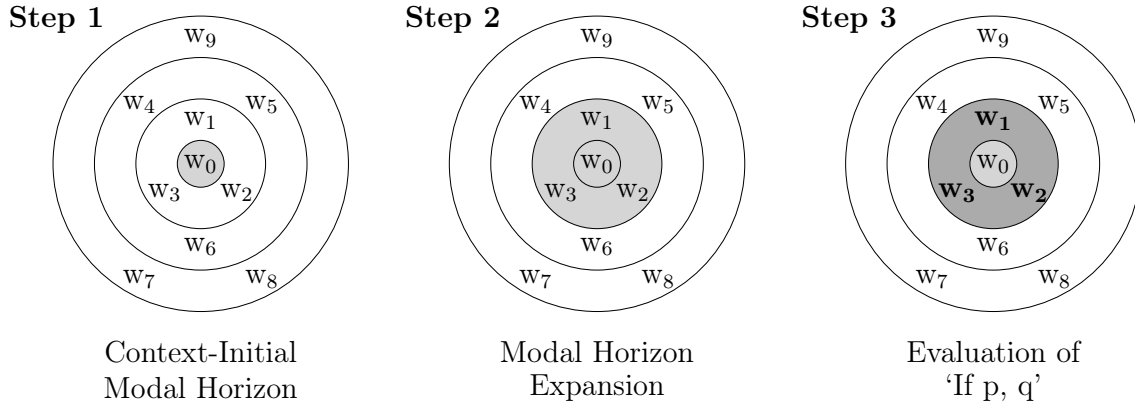 Step 1
w₉
w₄ w₅
w₁
w₀
w₃ w₂
w₆
w₇ w₈
Context-Initial
Modal Horizon
Step 2
w₉
w₄ w₅
w₁
w₀
w₃ w₂
w₆
w₇ w₈
Modal Horizon
Expansion
Step 3
w₉
w₄ w₅
w₁
w₀
w₃ w₂
w₆
w₇ w₈
Evaluation of
‘If p, q’